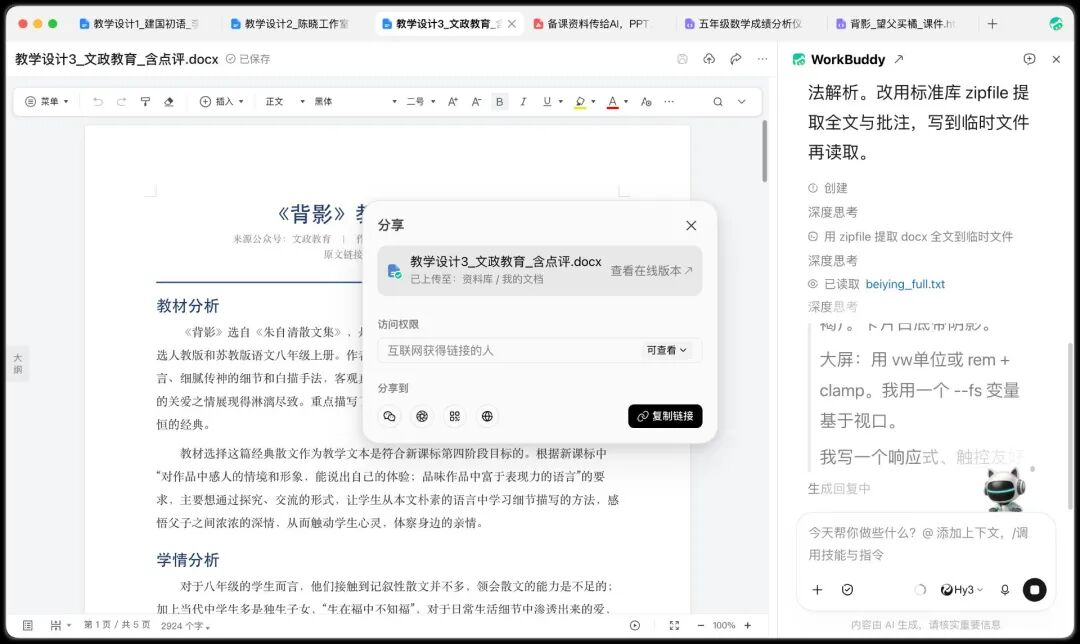 教学设计1_建国初语_
教学设计2_陈晓工作室
教学设计3_文政教育_
备课资料传给AI，PPT
五年级数学成绩分析仪
背影_望父买橘_课件.ht
教学设计3_文政教育_含点评.docx
已保存
菜单
插入
正文
黑体
二号
A+
A-
B
I
U
A
《背影》
来源公众号：文政教育 |
原文链接
教材分析
《背影》选自《朱自清散文集》，
选人教版和苏教版语文八年级上册。作
言、细腻传神的细节和白描手法，客观
的关爱之情展现得淋漓尽致。重点描写
恒的经典。
教材选择这篇经典散文作为教学文本是符合新课标第四阶段目标的。根据新课标中
“对作品中感人的情境和形象，能说出自己的体验；品味作品中富于表现力的语言”的要
求，主要想通过探究、交流的形式，让学生从本文朴素的语言中学习细节描写的方法，感
悟父子之间浓浓的深情，从而触动学生心灵，体察身边的亲情。
学情分析
对于八年级的学生而言，他们接触到记叙性散文并不多，领会散文的能力是不足的；
加上当代中学生多是独生子女，“生在福中不知福”，对于日常生活细节中渗透出来的爱，
大纲
第1页 / 共5页
2924 个字
100%
分享
教学设计3_文政教育_含点评.docx
已上传至：资料库 / 我的文档
查看在线版本
访问权限
互联网获得链接的人
可查看
分享到
复制链接
WorkBuddy
法解析。改用标准库 zipfile 提
取全文与批注，写到临时文件
再读取。
创建
深度思考
用 zipfile 提取 docx 全文到临时文件
深度思考
已读取 beiying_full.txt
深度思考
褐）。卡片白底带阴影。
大屏：用 vw单位或 rem +
clamp。我用一个 --fs 变量
基于视口。
我写一个响应式、触控友好
生成回复中
今天帮你做些什么？@ 添加上下文，/调
用技能与指令
Hy3
内容由 AI 生成，请核实重要信息